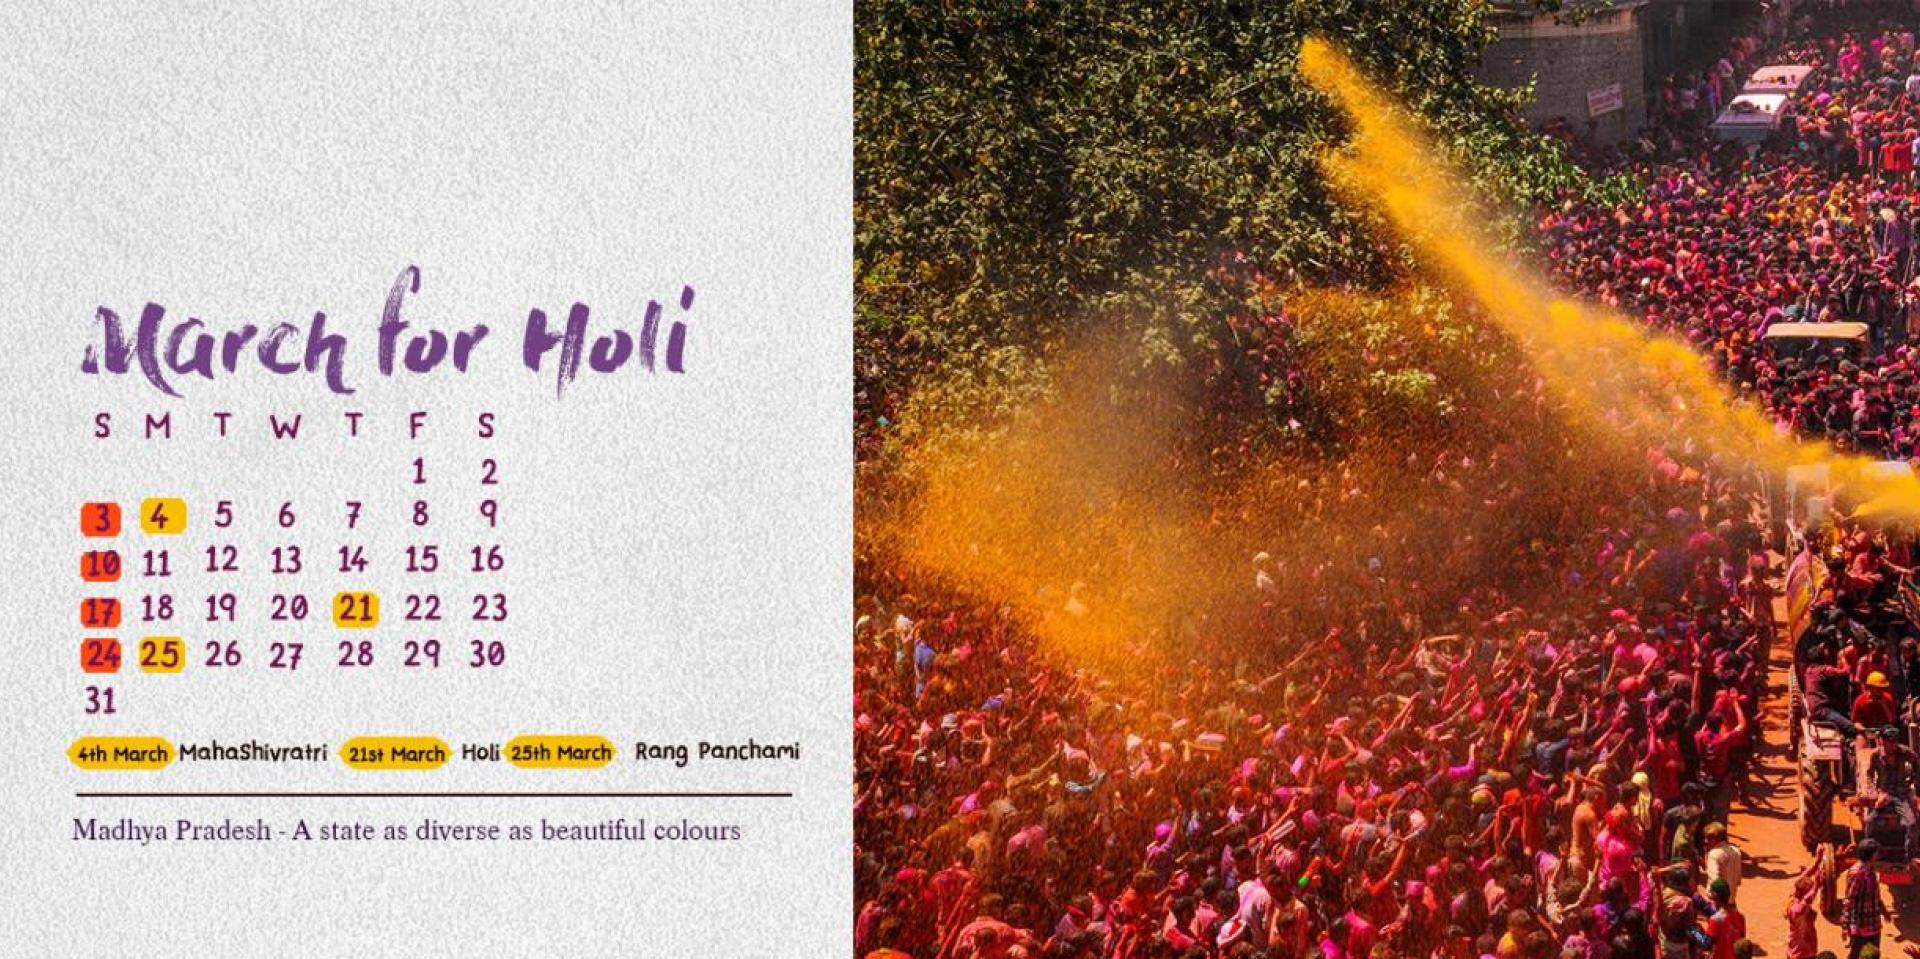 March for Holi
S M T W T F S
1 2
3 4 5 6 7 8 9
10 11 12 13 14 15 16
17 18 19 20 21 22 23
24 25 26 27 28 29 30
31
4th March MahaShivratri 21st March Holi 25th March Rang Panchami
Madhya Pradesh - A state as diverse as beautiful colours